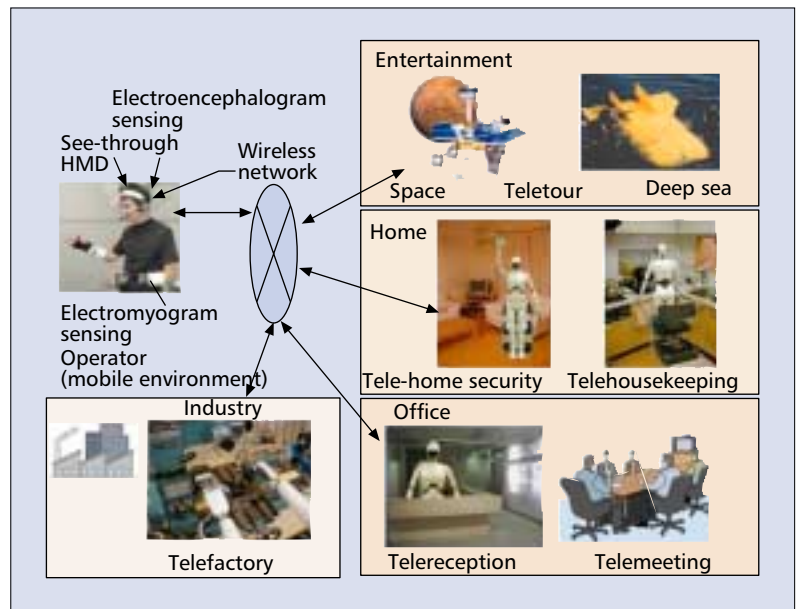 Electroencephalogram
sensing
See-through
HMD
Wireless
network
Electromyogram
sensing
Operator
(mobile environment)
Entertainment
Space
Teletour
Deep sea
Home
Tele-home security
Telehousekeeping
Industry
Telefactory
Office
Telereception
Telemeeting